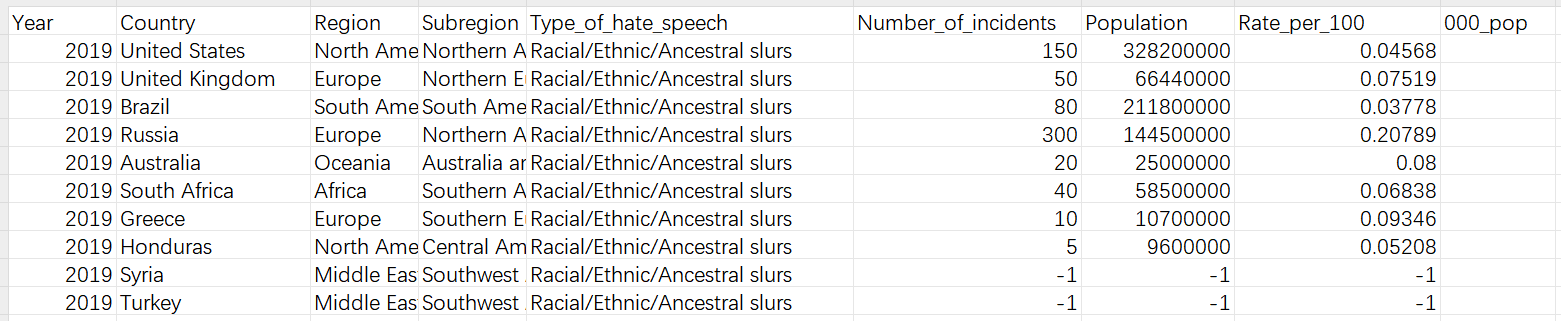 Year Country Region Subregion Type_of_hate_speech Number_of_incidents Population Rate_per_100 000_pop
2019 United States North Ame Northern A Racial/Ethnic/Ancestral slurs 150 328200000 0.04568
2019 United Kingdom Europe Northern E Racial/Ethnic/Ancestral slurs 50 66440000 0.07519
2019 Brazil South Ame South Ame Racial/Ethnic/Ancestral slurs 80 211800000 0.03778
2019 Russia Europe Northern A Racial/Ethnic/Ancestral slurs 300 144500000 0.20789
2019 Australia Oceania Australia ar Racial/Ethnic/Ancestral slurs 20 25000000 0.08
2019 South Africa Africa Southern A Racial/Ethnic/Ancestral slurs 40 58500000 0.06838
2019 Greece Europe Southern E Racial/Ethnic/Ancestral slurs 10 10700000 0.09346
2019 Honduras North Ame Central Am Racial/Ethnic/Ancestral slurs 5 9600000 0.05208
2019 Syria Middle Eas Southwest Racial/Ethnic/Ancestral slurs -1 -1 -1
2019 Turkey Middle Eas Southwest Racial/Ethnic/Ancestral slurs -1 -1 -1